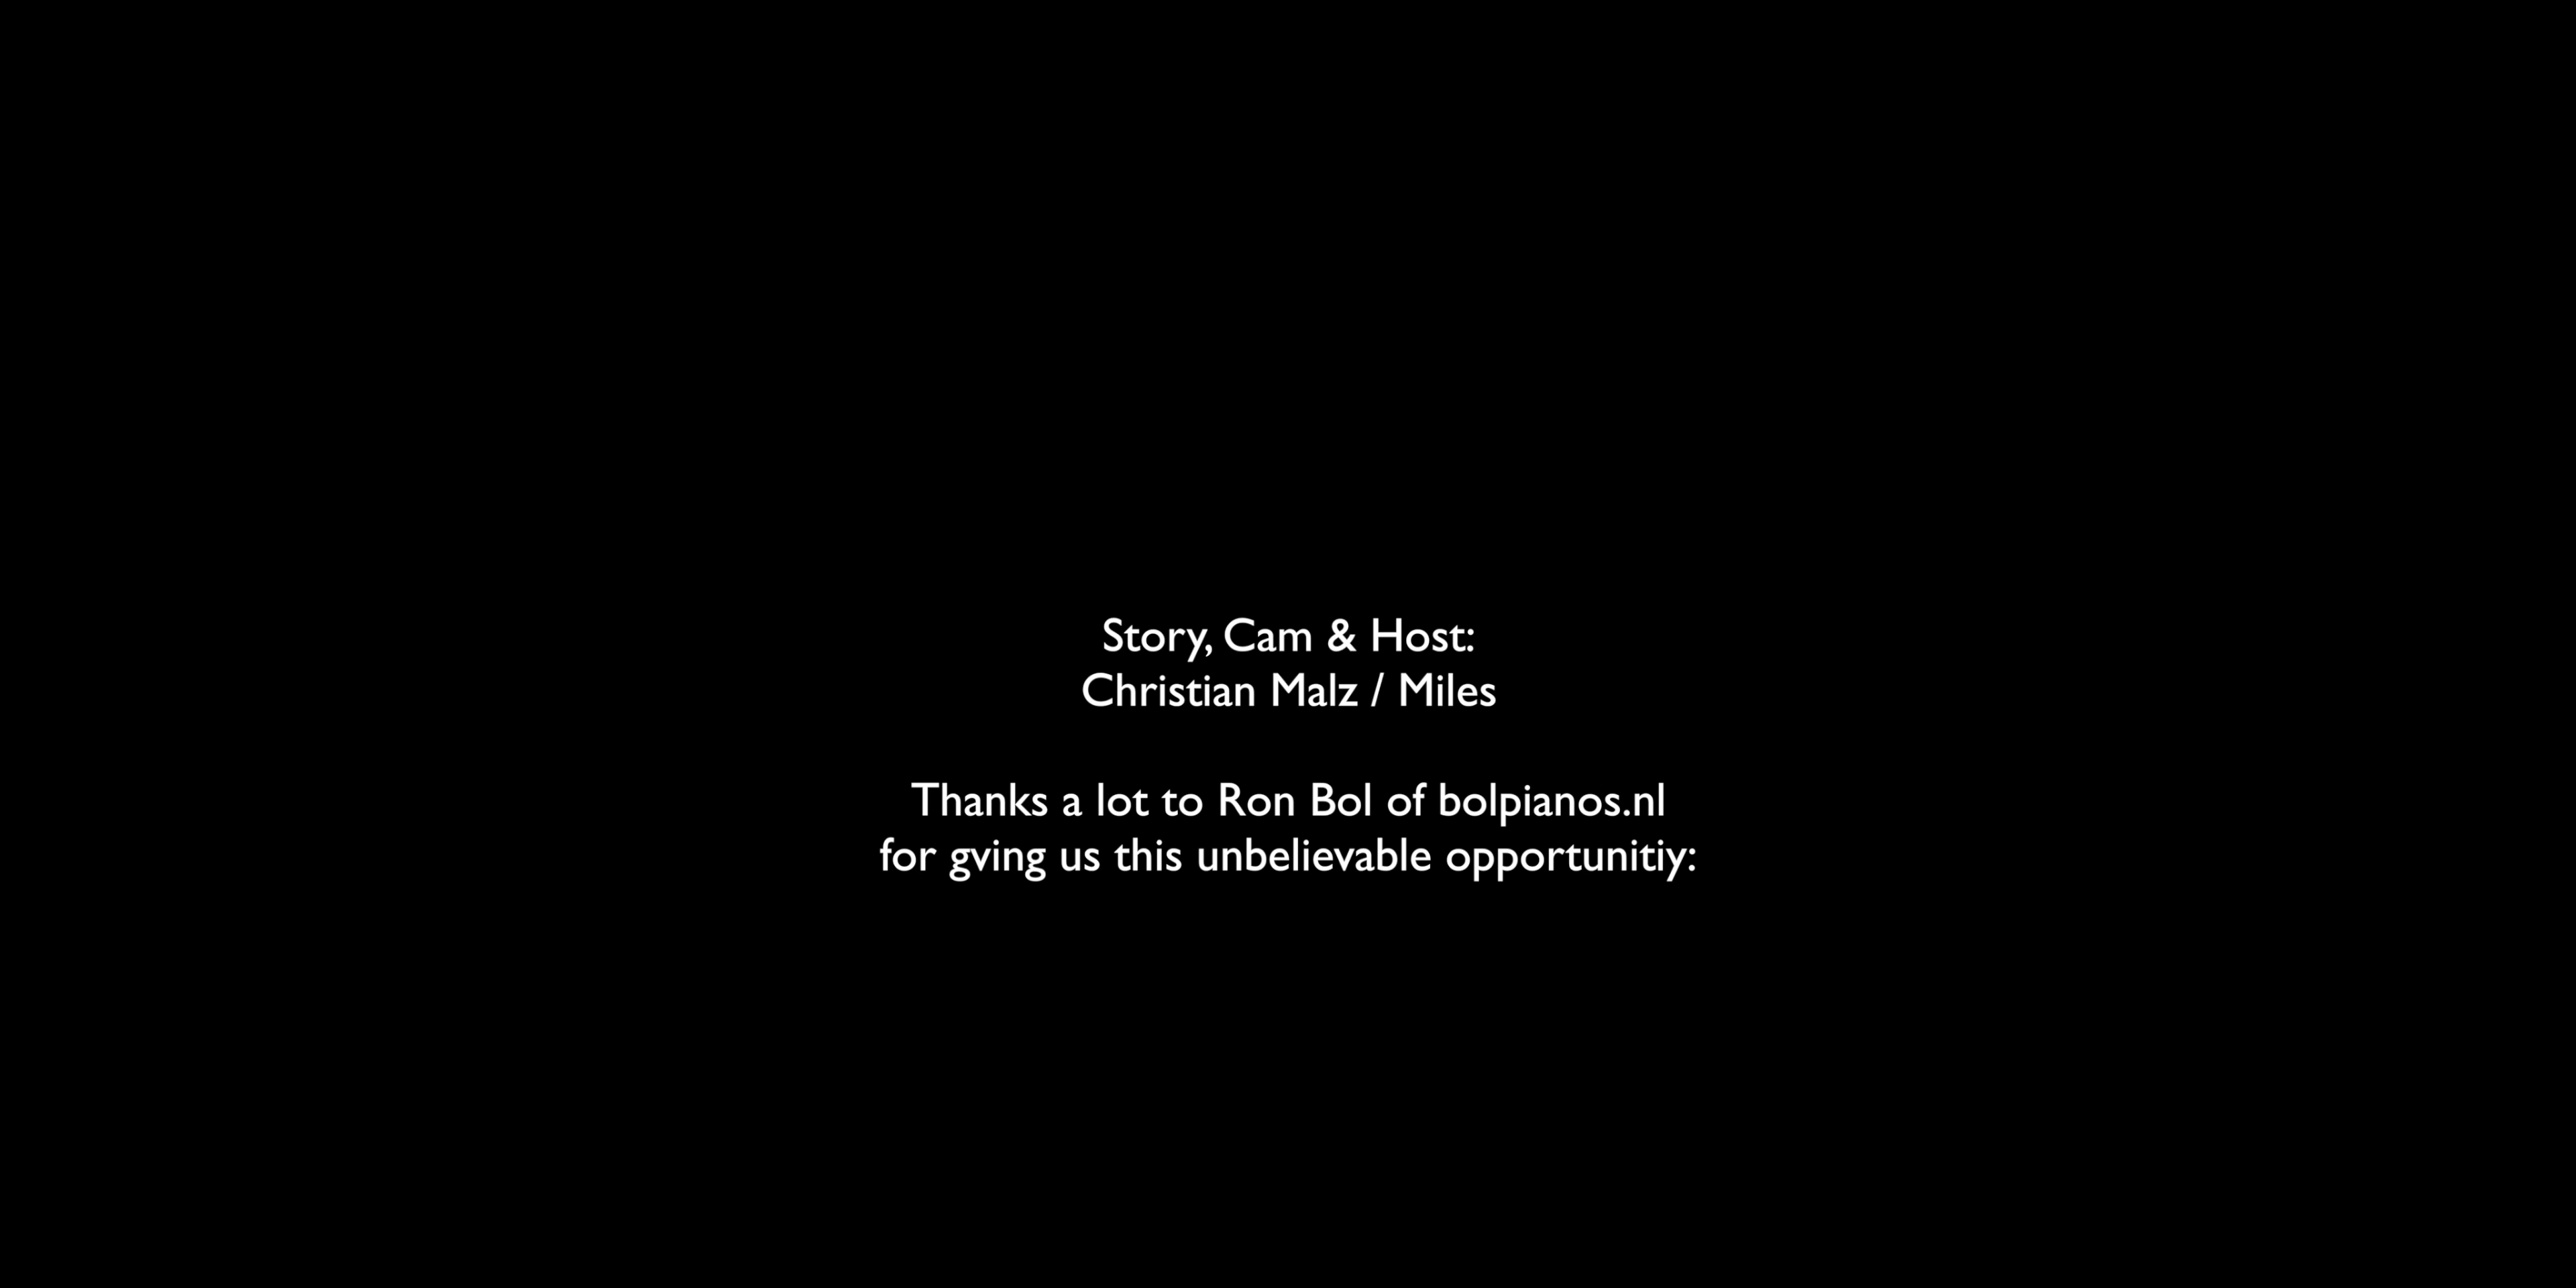 Story, Cam & Host:
Christian Malz / Miles
Thanks a lot to Ron Bol of bolpianos.nl
for gving us this unbelievable opportunitiy: